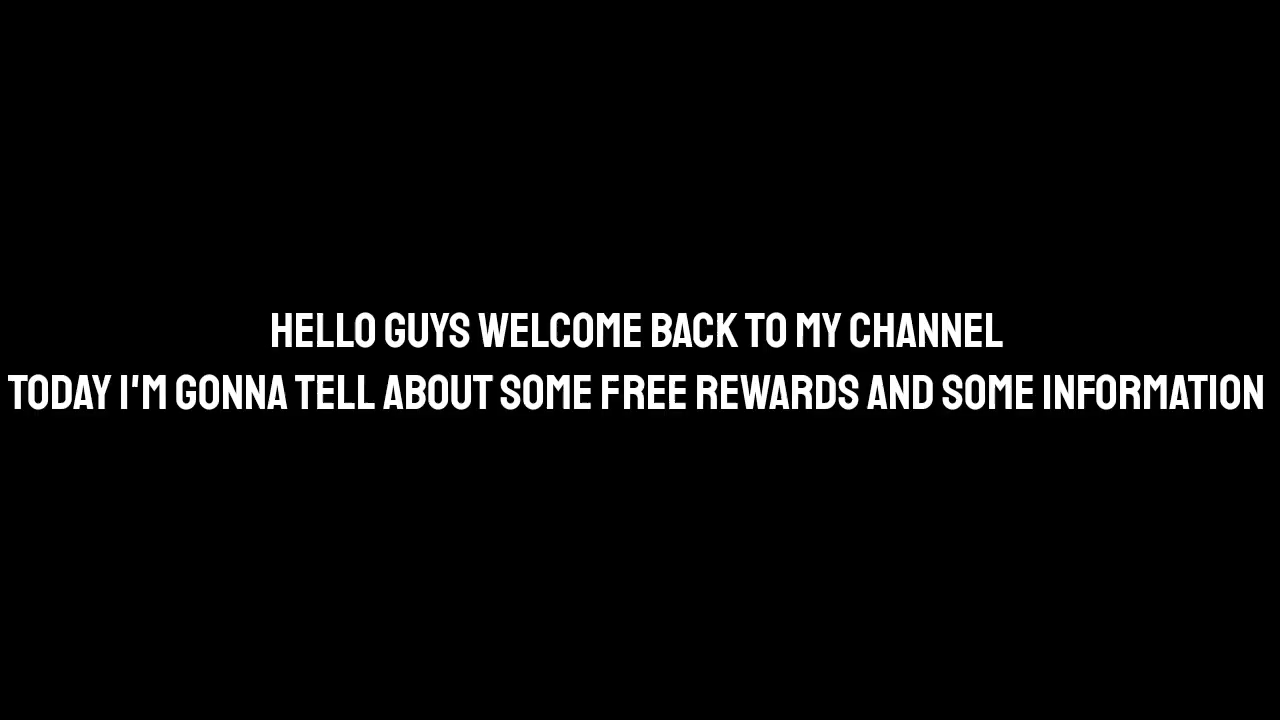 HELLO GUYS WELCOME BACK TO MY CHANNEL
TODAY I'M GONNA TELL ABOUT SOME FREE REWARDS AND SOME INFORMATION